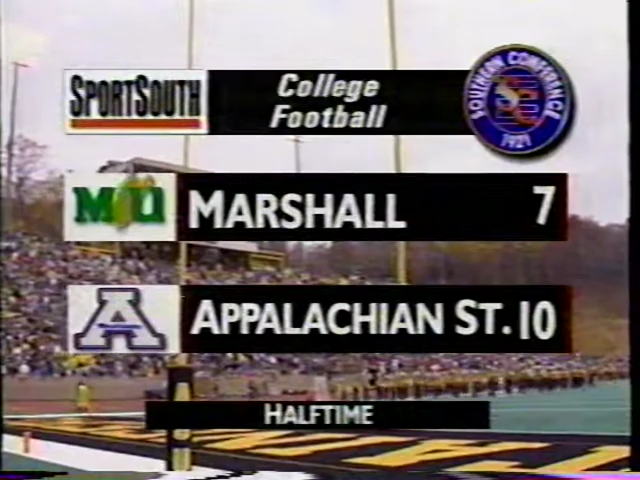 SPORTSOUTH
College
Football
SOUTHERN CONFERENCE
1921
MU
MARSHALL 7
A
APPALACHIAN ST. 10
HALFTIME